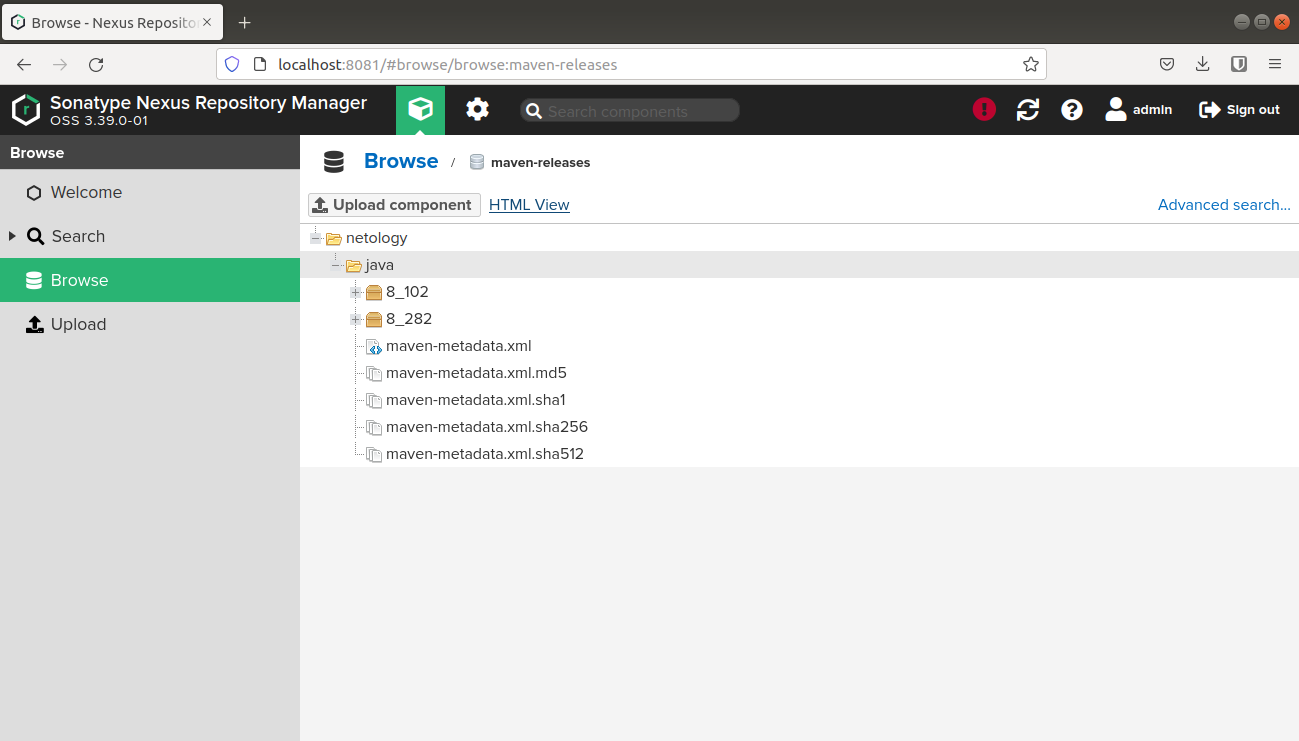 Browse - Nexus Reposito
localhost:8081/#browse/browse:maven-releases
Sonatype Nexus Repository Manager
OSS 3.39.0-01
Search components
admin
Sign out
Browse
Welcome
Search
Browse
Upload
Browse / maven-releases
Upload component
HTML View
Advanced search...
netology
java
8_102
8_282
maven-metadata.xml
maven-metadata.xml.md5
maven-metadata.xml.sha1
maven-metadata.xml.sha256
maven-metadata.xml.sha512